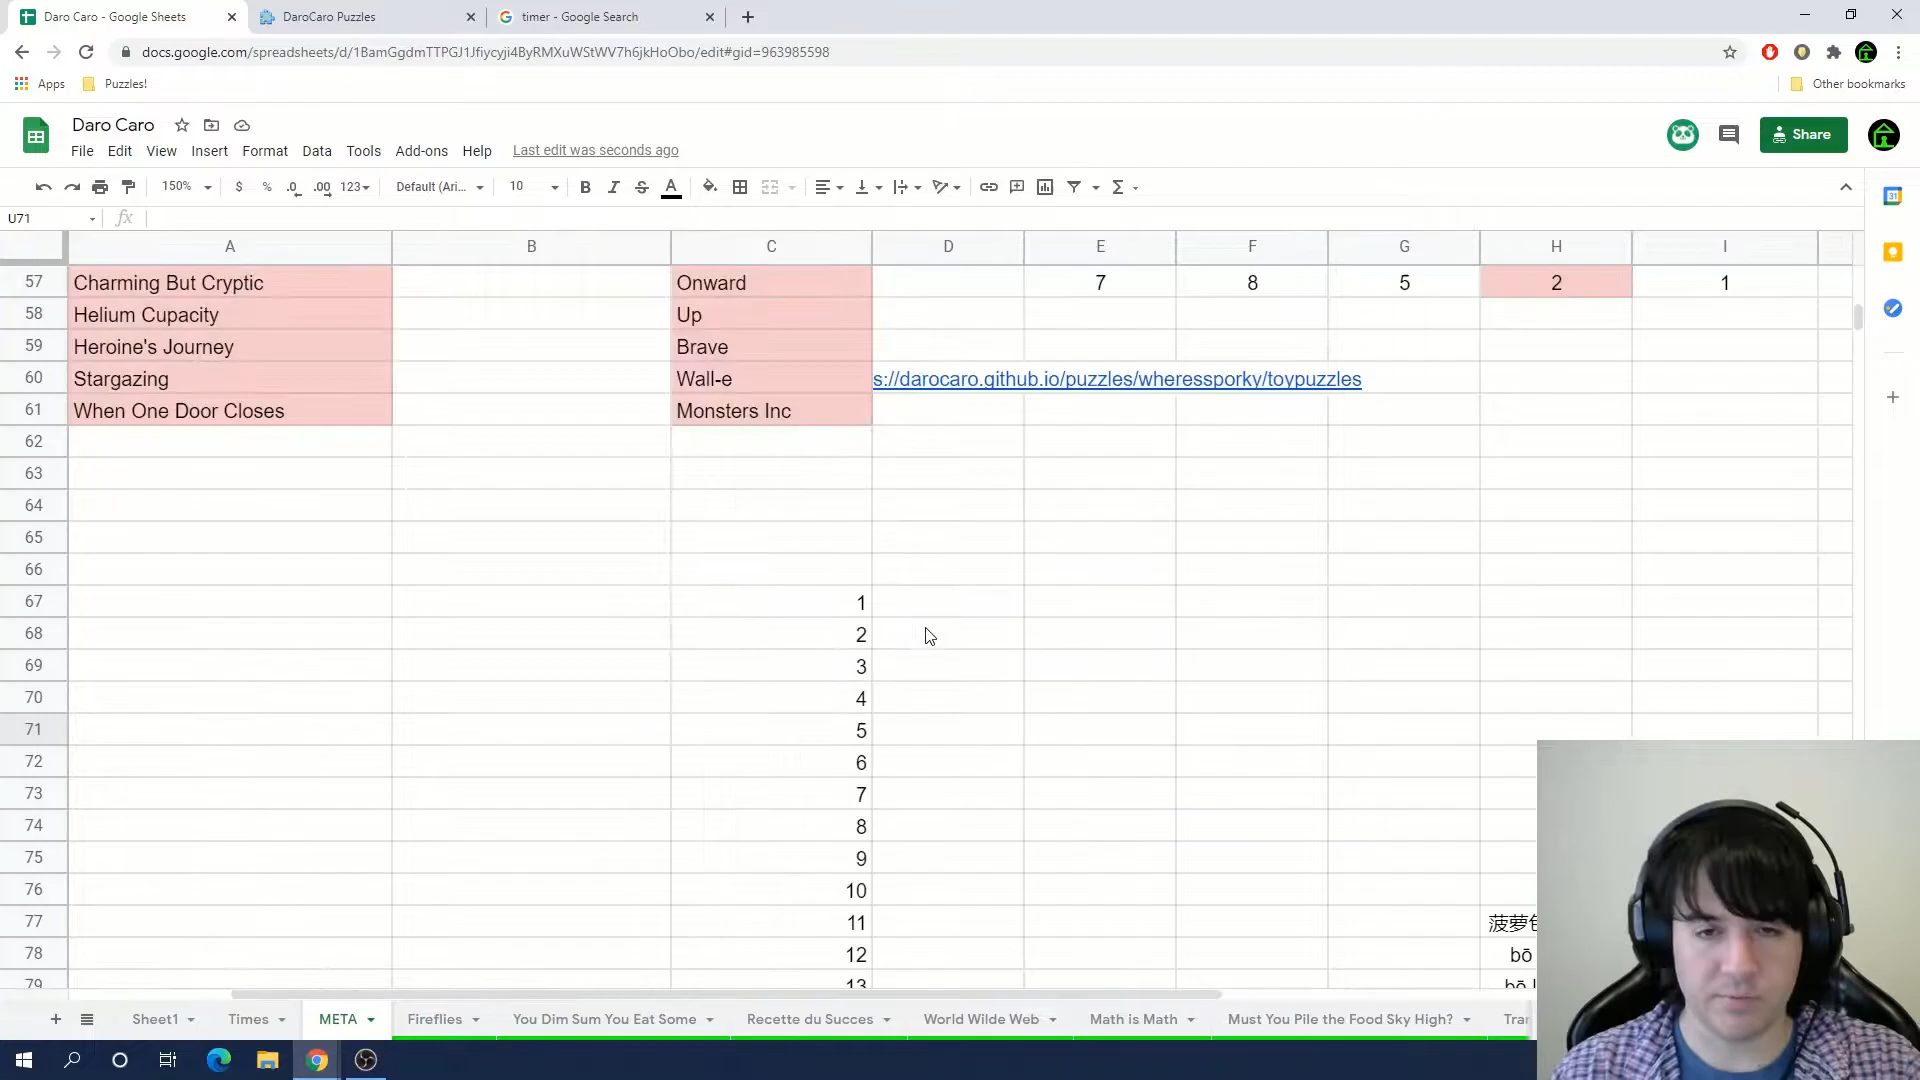 Daro Caro - Google Sheets
DaroCaro Puzzles
timer - Google Search
docs.google.com/spreadsheets/d/1BamGgdmTTPGJ1Jfiycyji4ByRMXuWStWV7h6jkHoObo/edit#gid=963985598
Apps
Puzzles!
Other bookmarks
Daro Caro
Share
File Edit View Insert Format Data Tools Add-ons Help Last edit was seconds ago
150% $ % .0 .00 123 Default (Ari... 10 B I S A Σ
31
U71 fx
A B C D E F G H I
57 Charming But Cryptic Onward 7 8 5 2 1
58 Helium Cupacity Up
59 Heroine's Journey Brave
60 Stargazing Wall-e s://darocaro.github.io/puzzles/wheressporky/toypuzzles
61 When One Door Closes Monsters Inc
62
63
64
65
66
67 1
68 2
69 3
70 4
71 5
72 6
73 7
74 8
75 9
76 10
77 11 菠萝
78 12 bō
79 13
Sheet1 Times META Fireflies You Dim Sum You Eat Some Recette du Succes World Wilde Web Math is Math Must You Pile the Food Sky High?